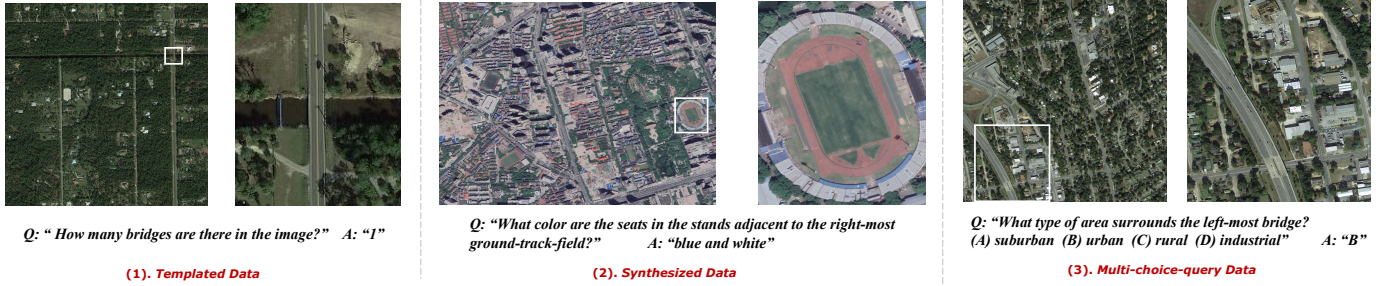 Q: “ How many bridges are there in the image?” A: “1”
(1). Templated Data
Q: “What color are the seats in the stands adjacent to the right-most
ground-track-field?” A: “blue and white”
(2). Synthesized Data
Q: “What type of area surrounds the left-most bridge?
(A) suburban (B) urban (C) rural (D) industrial” A: “B”
(3). Multi-choice-query Data